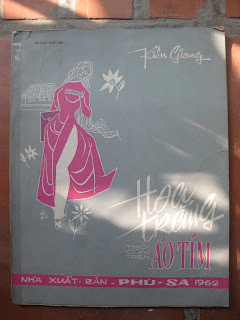 Kiên Giang
Hoa
trắng
THÔI
CÀI
TRÊN
ÁO TÍM
NHÀ XUẤT-BẢN - PHÙ-SA 1962